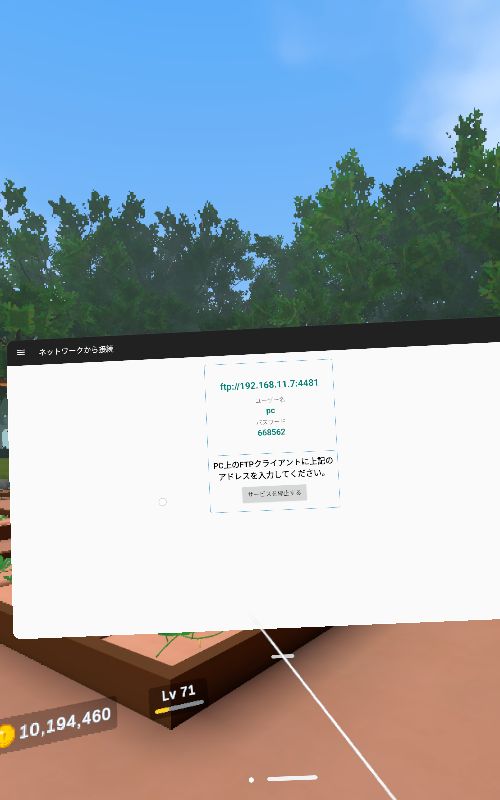 ネットワークから接続
ftp://192.168.11.7:4481
ユーザー名
pc
パスワード
668562
PC上のFTPクライアントに上記の
アドレスを入力してください。
サービスを停止する
Lv 71
10,194,460